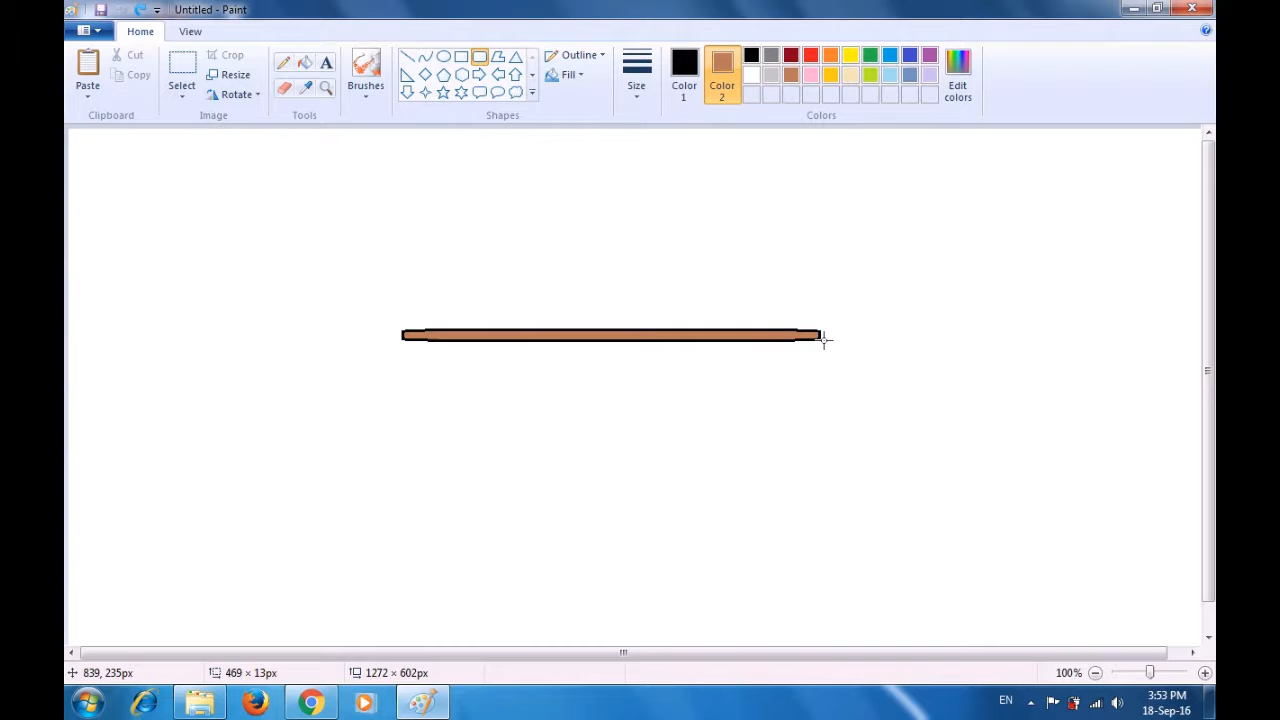 Untitled - Paint
Home View
Paste
Cut
Copy
Clipboard
Select
Crop
Resize
Rotate
Image
A
Tools
Brushes
Outline
Fill
Shapes
Size
Color 1
Color 2
Edit colors
Colors
839, 235px
469 × 13px
1272 × 602px
100%
EN
3:53 PM
18-Sep-16